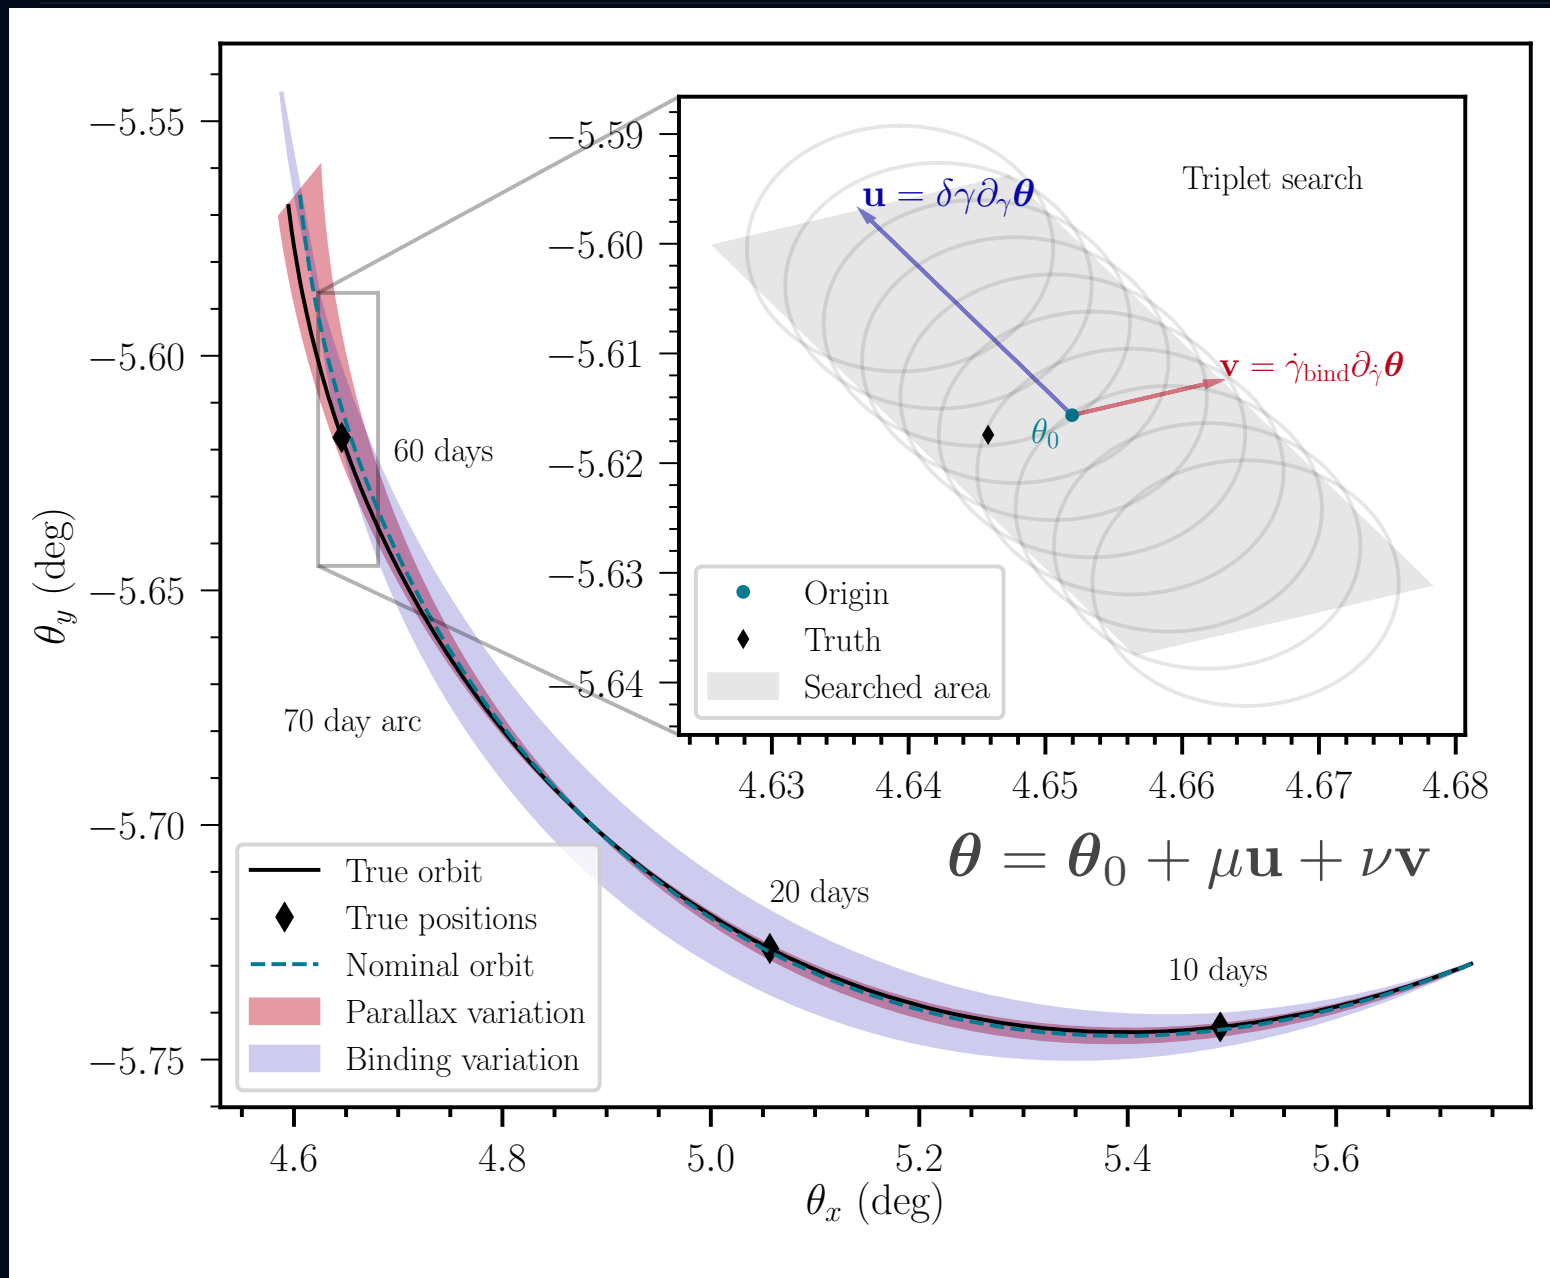 −5.55
−5.60
−5.65
−5.70
−5.75
θ_y (deg)
4.6
4.8
5.0
5.2
5.4
5.6
θ_x (deg)
60 days
70 day arc
20 days
10 days
True orbit
True positions
Nominal orbit
Parallax variation
Binding variation
−5.59
−5.60
−5.61
−5.62
−5.63
−5.64
4.63
4.64
4.65
4.66
4.67
4.68
Triplet search
u = δγ∂_γθ
v = γ̇_bind ∂_γ̇θ
θ_0
Origin
Truth
Searched area
θ = θ_0 + μu + νv